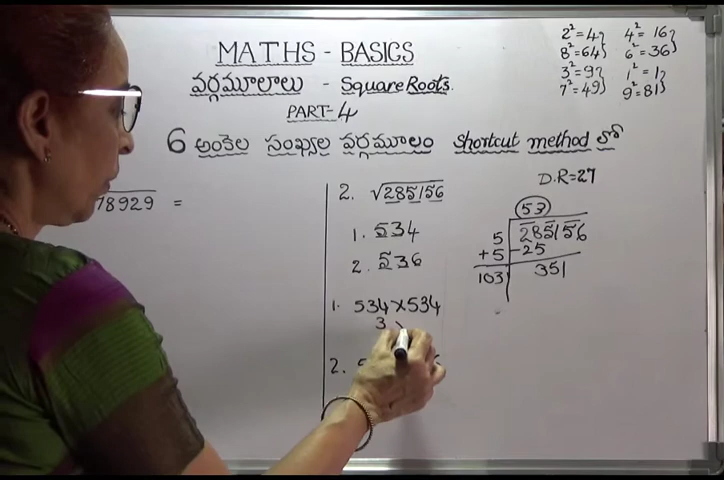 MATHS - BASICS
వర్గమూలాలు - Square Roots.
PART-4
6 అంకెల సంఖ్యల వర్గమూలం shortcut method లో
2² = 4 4² = 16
8² = 64 6² = 36
3² = 9 1² = 1
7² = 49 9² = 81
78929 =
2. √285156
1. 534
2. 536
1. 534×534
3 ×
2. 5
D.R=27
53
5 285156
+5 -25
103 351